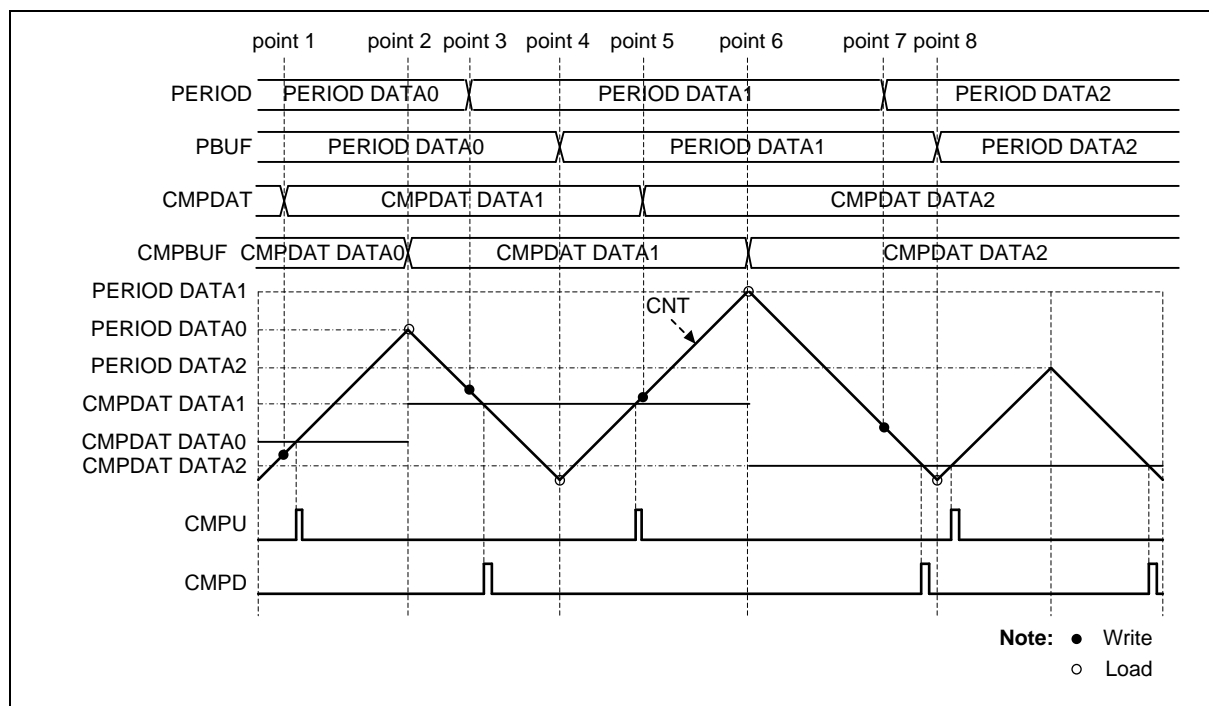 point 1 point 2 point 3 point 4 point 5 point 6 point 7 point 8
PERIOD PERIOD DATA0 PERIOD DATA1 PERIOD DATA2
PBUF PERIOD DATA0 PERIOD DATA1 PERIOD DATA2
CMPDAT CMPDAT DATA1 CMPDAT DATA2
CMPBUF CMPDAT DATA0 CMPDAT DATA1 CMPDAT DATA2
PERIOD DATA1
CNT
PERIOD DATA0
PERIOD DATA2
CMPDAT DATA1
CMPDAT DATA0
CMPDAT DATA2
CMPU
CMPD
Note: ● Write
○ Load